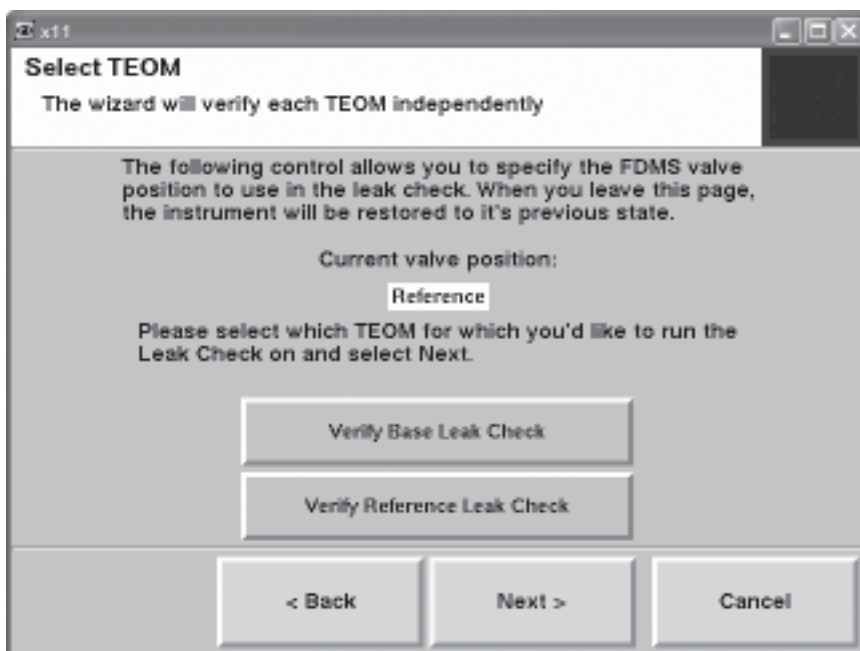 x11
Select TEOM
The wizard will verify each TEOM independently
The following control allows you to specify the FDMS valve
position to use in the leak check. When you leave this page,
the instrument will be restored to it's previous state.
Current valve position:
Reference
Please select which TEOM for which you'd like to run the
Leak Check on and select Next.
Verify Base Leak Check
Verify Reference Leak Check
< Back
Next >
Cancel